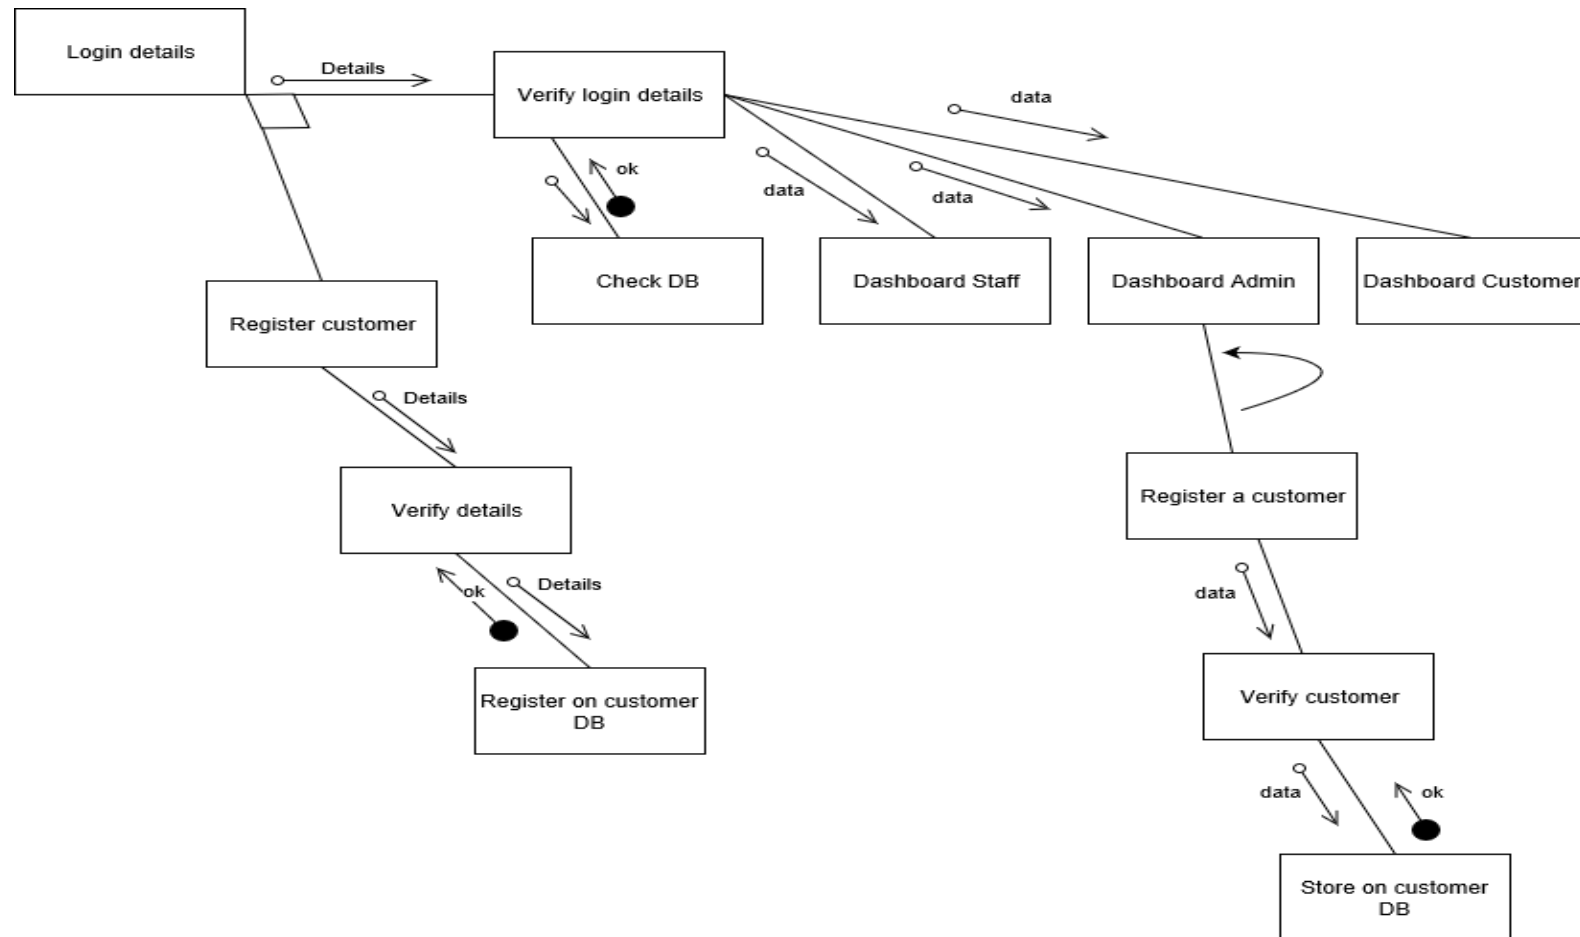 Login details
Details
Verify login details
data
ok
data
data
Check DB
Dashboard Staff
Dashboard Admin
Dashboard Customer
Register customer
Details
Verify details
Register a customer
ok
Details
data
Register on customer
DB
Verify customer
data
ok
Store on customer
DB